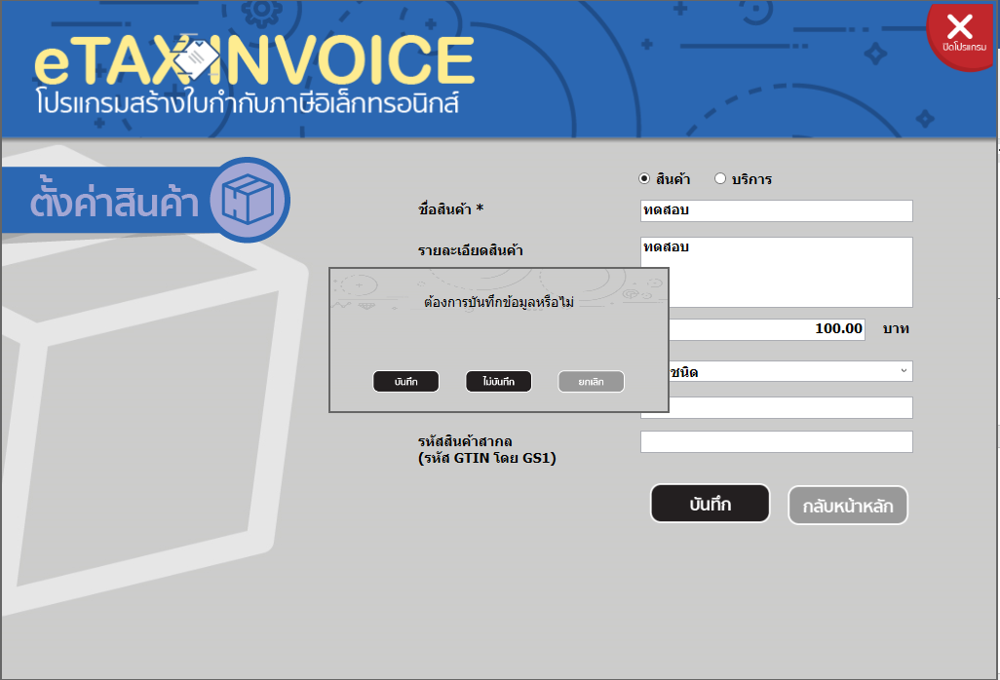 eTAX INVOICE
โปรแกรมสร้างใบกำกับภาษีอิเล็กทรอนิกส์
ปิดโปรแกรม
ตั้งค่าสินค้า
สินค้า
บริการ
ชื่อสินค้า *
ทดสอบ
รายละเอียดสินค้า
ทดสอบ
ต้องการบันทึกข้อมูลหรือไม่
บันทึก
ไม่บันทึก
ยกเลิก
100.00 บาท
ชนิด
รหัสสินค้าสากล
(รหัส GTIN โดย GS1)
บันทึก
กลับหน้าหลัก